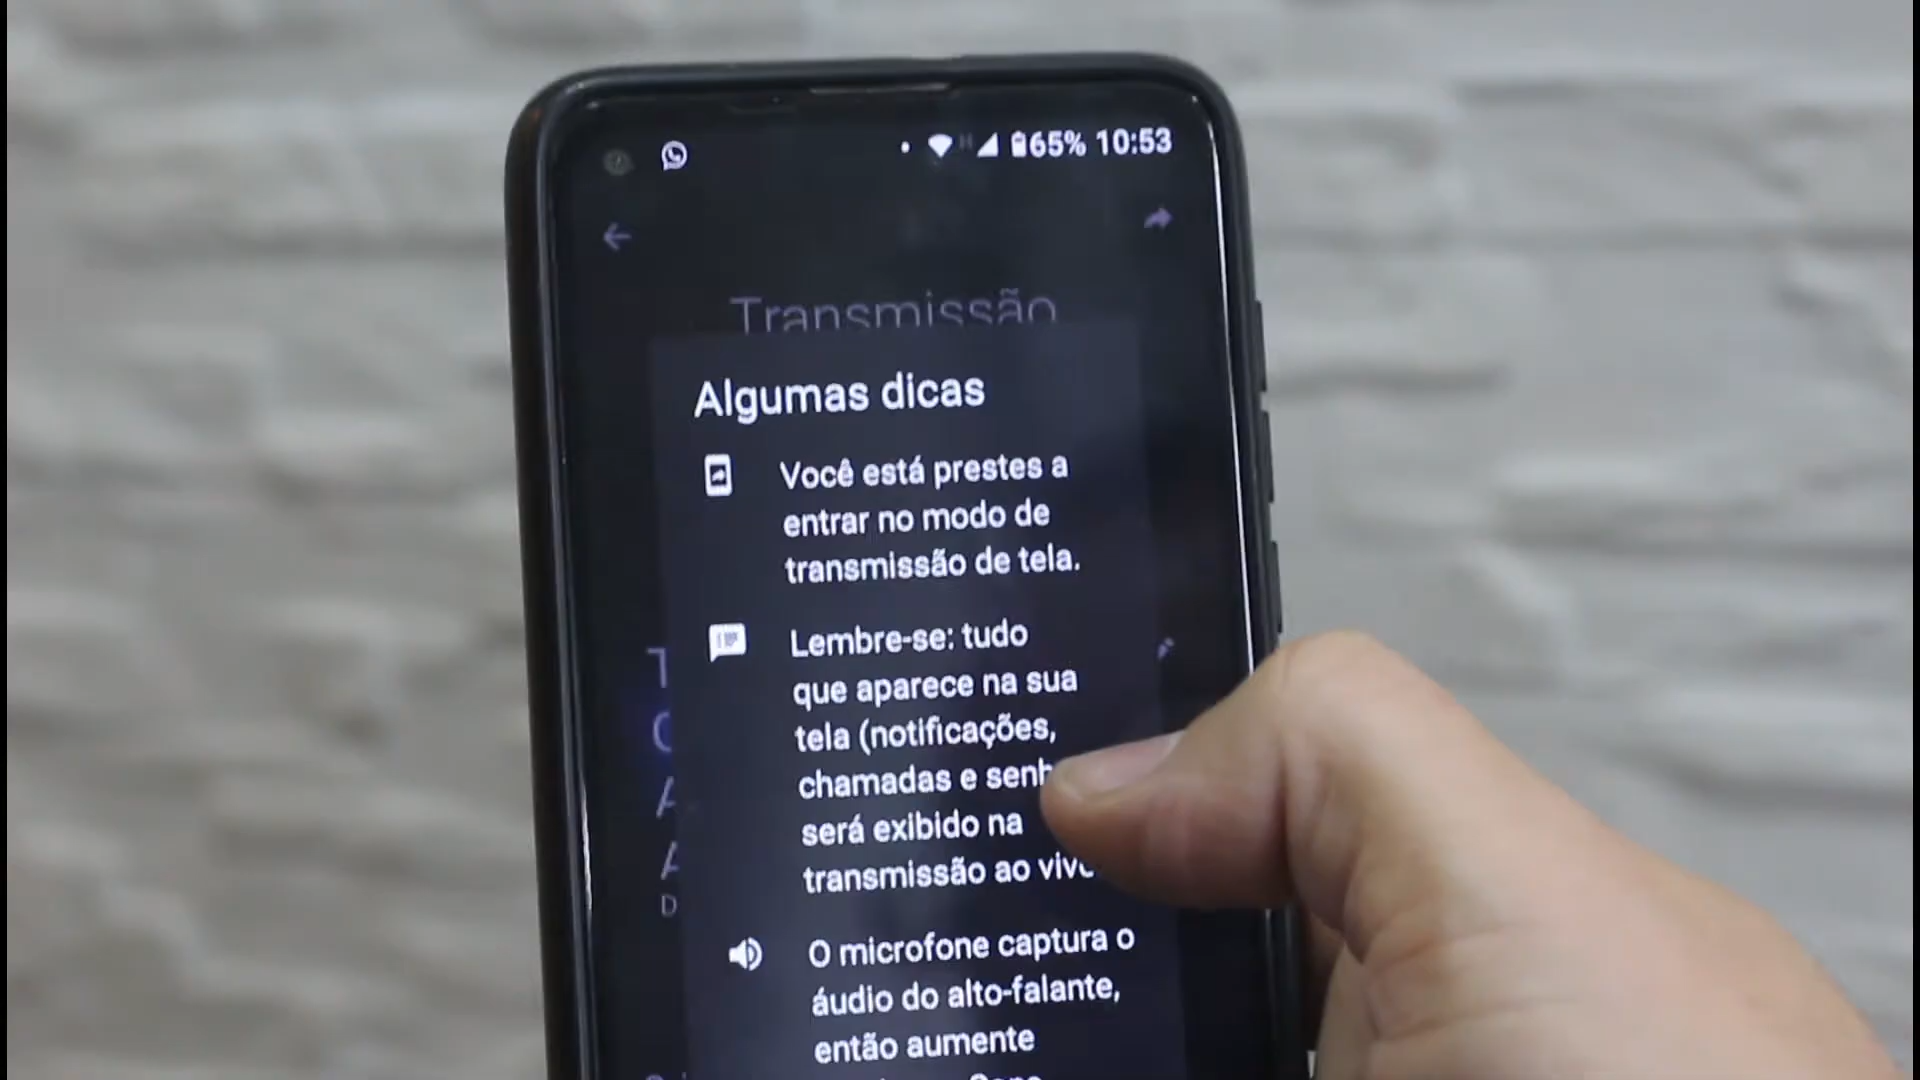 65% 10:53
Transmissão
Algumas dicas
Você está prestes a
entrar no modo de
transmissão de tela.
Lembre-se: tudo
que aparece na sua
tela (notificações,
chamadas e senh
será exibido na
transmissão ao vivo
O microfone captura o
áudio do alto-falante,
então aumente